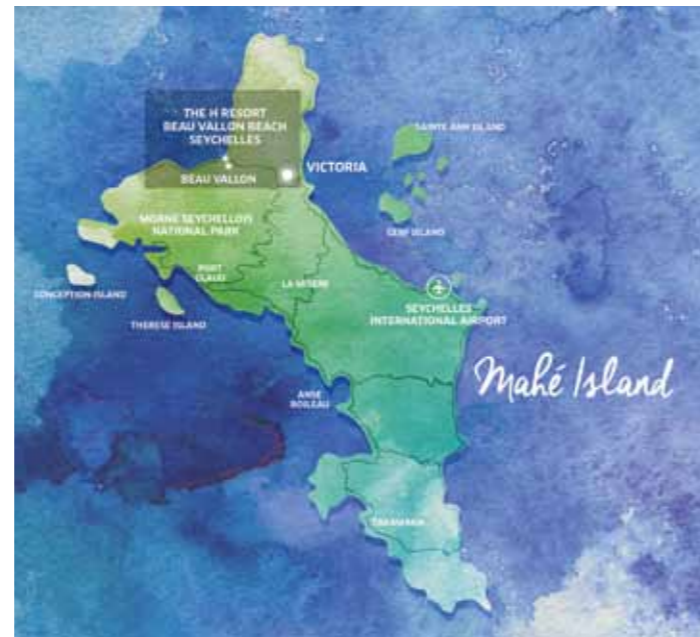 THE H RESORT
BEAU VALLON BEACH
SEYCHELLES
BEAU VALLON
VICTORIA
SAINTE ANN ISLAND
CERF ISLAND
MORNE SEYCHELLOIS
NATIONAL PARK
PORT
CLAUD
LA MISERE
CONCEPTION ISLAND
THERESE ISLAND
SEYCHELLES
INTERNATIONAL AIRPORT
Mahé Island
ANSE
BOILEAU
TAKAMAKA